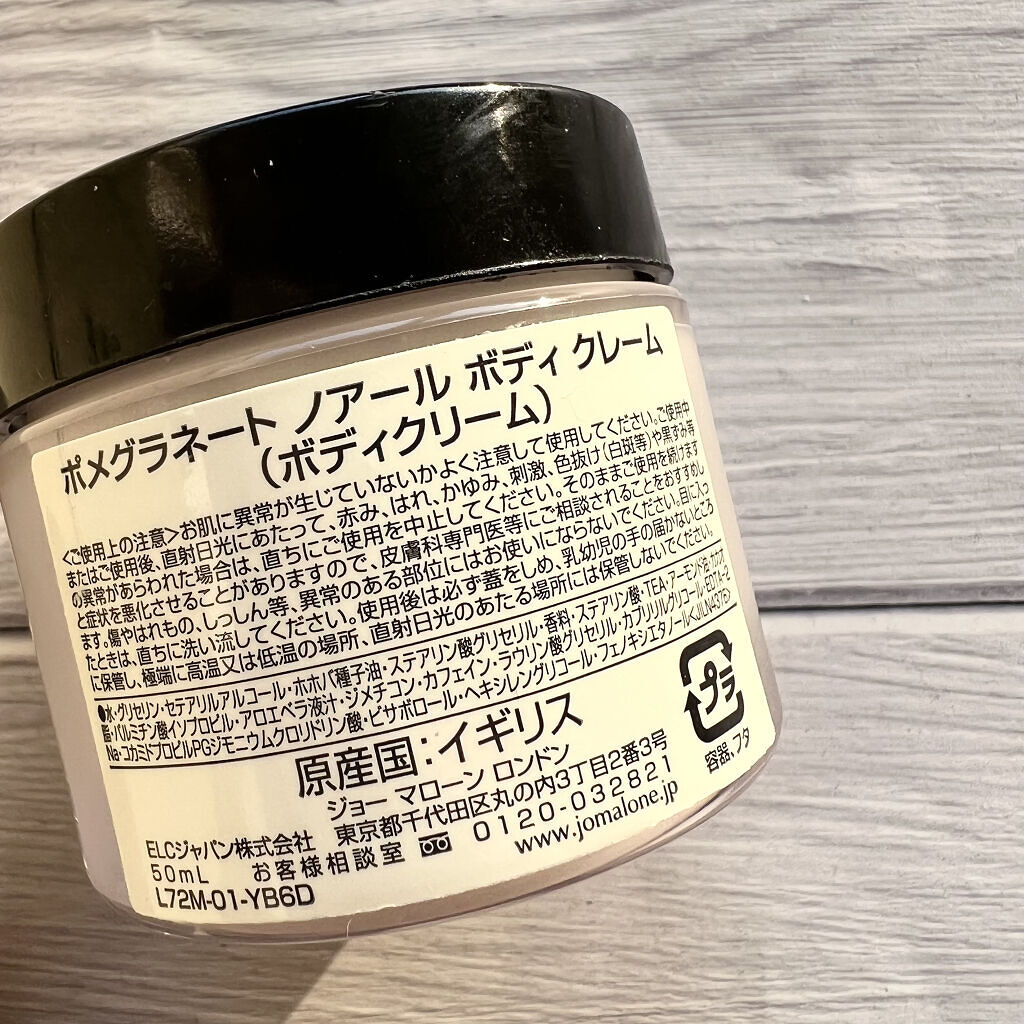 ポメグラネート ノアール ボディ クレーム
(ボディクリーム)
<ご使用上の注意>お肌に異常が生じていないかよく注意して使用してください。ご使用中
またはご使用後、直射日光にあたって、赤み、はれ、かゆみ、刺激、色抜け(白斑等)や黒ずみ等
の異常があらわれた場合は、直ちにご使用を中止してください。そのままご使用を続けます
と症状を悪化させることがありますので、皮膚科専門医等にご相談されることをおすすめし
ます。傷やはれもの、しっしん等、異常のある部位にはお使いにならないでください。目に入っ
たときは、直ちに洗い流してください。使用後は必ず蓋をしめ、乳幼児の手の届かないところ
に保管し、極端に高温又は低温の場所、直射日光のあたる場所には保管しないでください。
●水・グリセリン・セテアリルアルコール・ホホバ種子油・ステアリン酸グリセリル・香料・ステアリン酸・TEA・アーモンド油・カカオ
脂・パルミチン酸イソプロピル・アロエベラ液汁・ジメチコン・カフェイン・ラウリン酸グリセリル・カプリリルグリコール・EDTA-2
Na・コカミドプロピルPGジモニウムクロリドリン酸・ビサボロール・ヘキシレングリコール・フェノキシエタノール<ILN43759>
原産国:イギリス
ジョー マローン ロンドン
ELCジャパン株式会社 東京都千代田区丸の内3丁目2番3号
50mL お客様相談室 0120-032821
L72M-01-YB6D www.jomalone.jp
プラ
容器、フタ